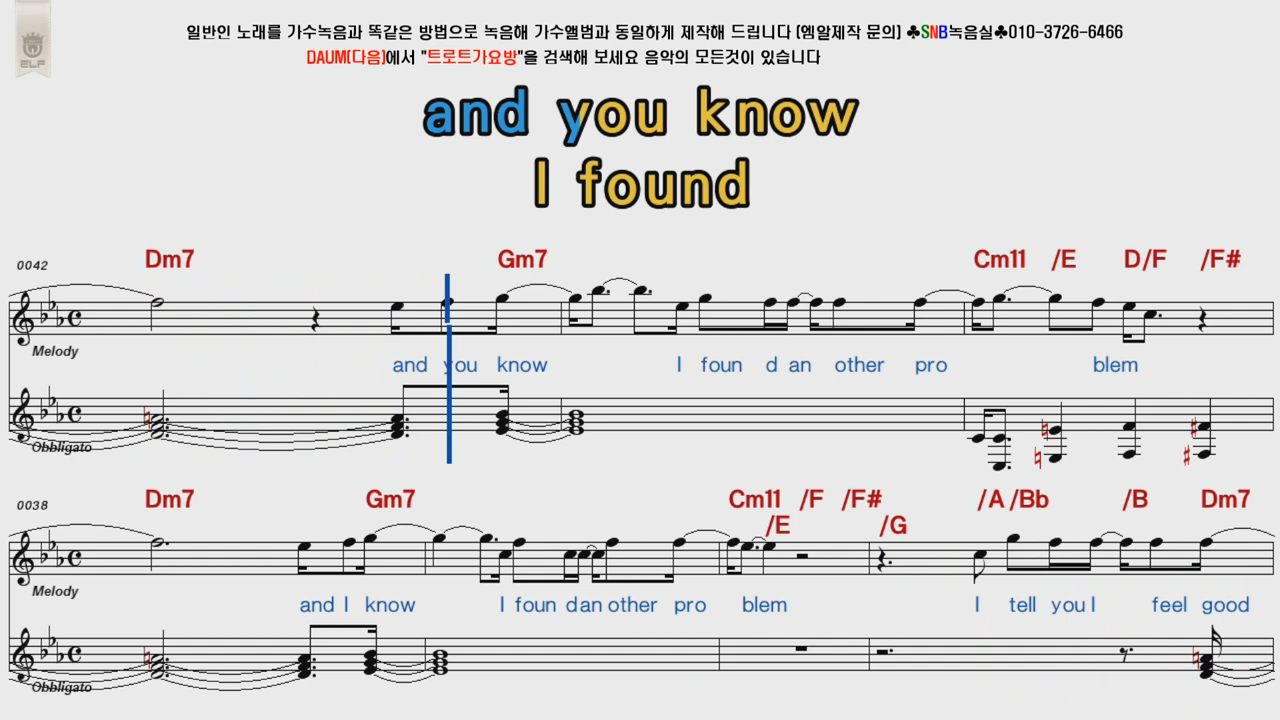 일반인 노래를 가수녹음과 똑같은 방법으로 녹음해 가수앨범과 동일하게 제작해 드립니다 (엠알제작 문의) ♣SNB녹음실♣010-3726-6466
DAUM(다음)에서 "트로트가요방"을 검색해 보세요 음악의 모든것이 있습니다
ELF
and you know
I found
0042 Dm7 Gm7 Cm11 /E D/F /F#
Melody
and you know I foun d an other pro blem
Obbligato
0038 Dm7 Gm7 Cm11 /F /F# /A /Bb /B Dm7
/E /G
Melody
and I know I foun d an other pro blem I tell you I feel good
Obbligato